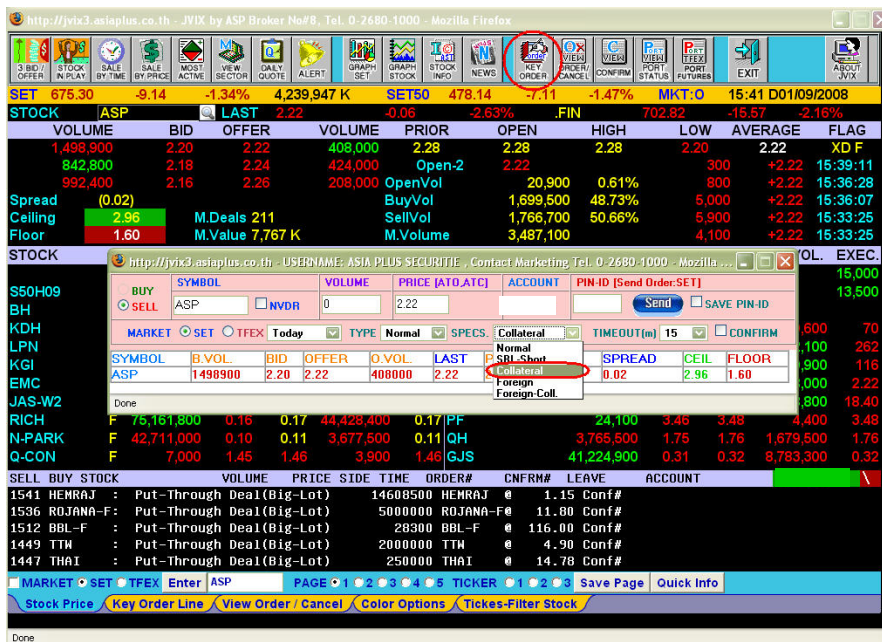 http://jvix3.asiaplus.co.th - JVIX by ASP Broker No#8, Tel. 0-2680-1000 - Mozilla Firefox
3 BID / OFFER STOCK IN PLAY SALE BY TIME SALE BY PRICE MOST ACTIVE VIEW SECTOR DAILY QUOTE ALERT GRAPH SET GRAPH STOCK STOCK INFO NEWS KEY ORDER VIEW ORDER/ CANCEL VIEW CONFIRM PORT VIEW PORT STATUS PORT TFEX PORT FUTURES EXIT ABOUT JVIX
SET 675.30 -9.14 -1.34% 4,239,947 K SET50 478.14 -7.11 -1.47% MKT:O 15:41 D01/09/2008
STOCK ASP LAST 2.22 -0.06 -2.63% .FIN 702.82 -15.57 -2.16%
VOLUME BID OFFER VOLUME PRIOR OPEN HIGH LOW AVERAGE FLAG
1,498,900 2.20 2.22 408,000 2.28 2.28 2.28 2.20 2.22 XD F
842,800 2.18 2.24 424,000 Open-2 2.22 300 +2.22 15:39:11
992,400 2.16 2.26 208,000 OpenVol 20,900 0.61% 800 +2.22 15:36:28
Spread (0.02) BuyVol 1,699,500 48.73% 5,000 +2.22 15:36:07
Ceiling 2.96 M.Deals 211 SellVol 1,766,700 50.66% 5,900 +2.22 15:33:25
Floor 1.60 M.Value 7,767 K M.Volume 3,487,100 4,100 +2.22 15:33:25
STOCK VOL. EXEC.
15,000
S50H09 13,500
BH
KDH ,600 70
LPN ,100 262
KGI ,900 116
EMC ,000 2.22
JAS-W2 ,800 18.40
http://jvix3.asiaplus.co.th - USERNAME: ASIA PLUS SECURITIE , Contact Marketing Tel. 0-2680-1000 - Mozilla ...
BUY SYMBOL VOLUME PRICE [ATO,ATC] ACCOUNT PIN-ID [Send Order:SET]
SELL ASP NVDR 0 2.22 Send SAVE PIN-ID
MARKET SET TFEX Today TYPE Normal SPECS. Collateral TIMEOUT(m) 15 CONFIRM
Normal
SBL-Short
Collateral
Foreign
Foreign-Coll.
SYMBOL B.VOL. BID OFFER O.VOL. LAST SPREAD CEIL FLOOR
ASP 1498900 2.20 2.22 408000 2.22 0.02 2.96 1.60
Done
RICH F 75,161,800 0.16 0.17 44,428,400 0.17 PF 24,100 3.46 3.48 4,400 3.48
N-PARK F 42,711,000 0.10 0.11 3,677,500 0.11 QH 3,765,500 1.75 1.76 1,679,500 1.76
Q-CON F 7,000 1.45 1.46 3,900 1.46 GJS 41,224,900 0.31 0.32 8,783,300 0.32
SELL BUY STOCK VOLUME PRICE SIDE TIME ORDER# CNFRM# LEAVE ACCOUNT
1541 HEMRAJ : Put-Through Deal(Big-Lot) 14608500 HEMRAJ @ 1.15 Conf#
1536 ROJANA-F: Put-Through Deal(Big-Lot) 5000000 ROJANA-F@ 11.80 Conf#
1512 BBL-F : Put-Through Deal(Big-Lot) 28300 BBL-F @ 116.00 Conf#
1449 TTW : Put-Through Deal(Big-Lot) 2000000 TTW @ 4.90 Conf#
1447 THAI : Put-Through Deal(Big-Lot) 250000 THAI @ 14.78 Conf#
MARKET SET TFEX Enter ASP PAGE 1 2 3 4 5 TICKER 1 2 3 Save Page Quick Info
Stock Price Key Order Line View Order / Cancel Color Options Tickes-Filter Stock
Done